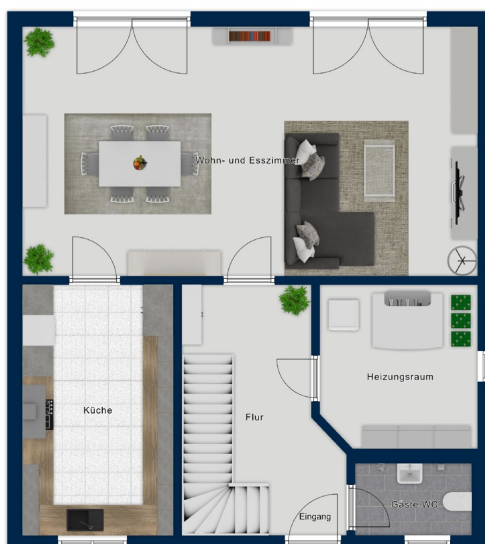 Wohn- und Esszimmer
Heizungsraum
Küche
Flur
Gäste-WC
Eingang